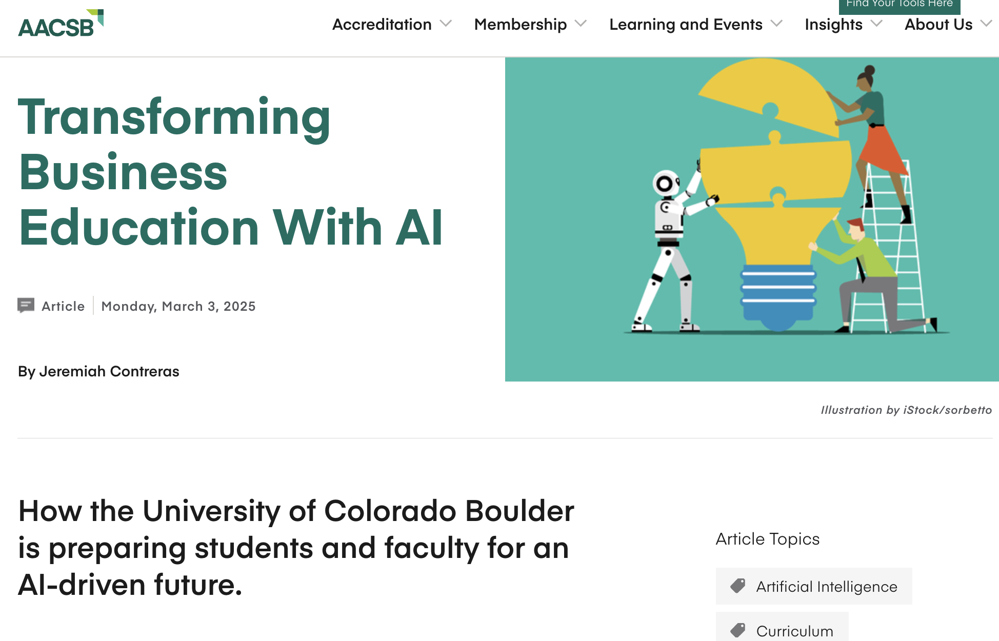 Find Your Tools Here
AACSB
Accreditation
Membership
Learning and Events
Insights
About Us
Transforming
Business
Education With AI
Article
Monday, March 3, 2025
By Jeremiah Contreras
Illustration by iStock/sorbetto
How the University of Colorado Boulder
is preparing students and faculty for an
AI-driven future.
Article Topics
Artificial Intelligence
Curriculum